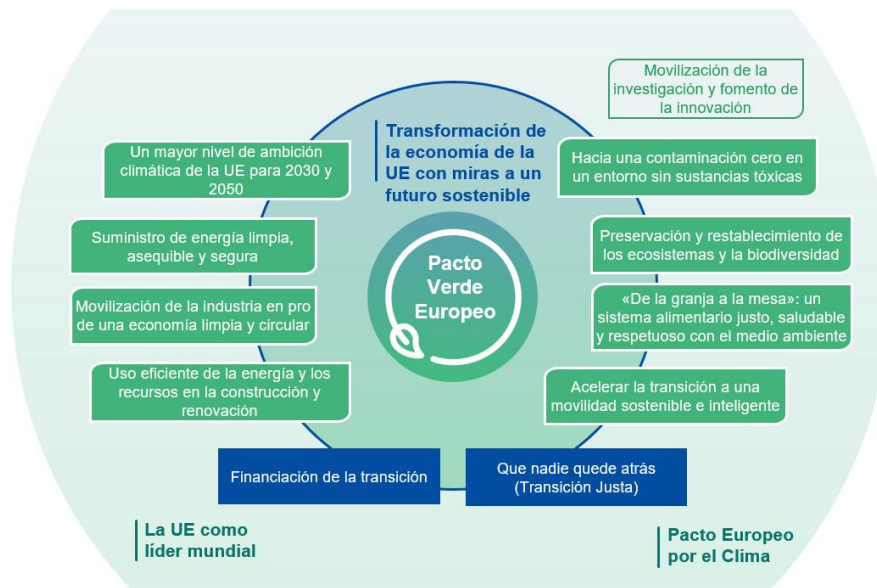 Movilización de la
investigación y fomento de
la innovación
Transformación de
la economía de la
UE con miras a un
futuro sostenible
Un mayor nivel de ambición
climática de la UE para 2030 y
2050
Hacia una contaminación cero en
un entorno sin sustancias tóxicas
Suministro de energía limpia,
asequible y segura
Preservación y restablecimiento de
los ecosistemas y la biodiversidad
Pacto
Verde
Europeo
Movilización de la industria en pro
de una economía limpia y circular
«De la granja a la mesa»: un
sistema alimentario justo, saludable
y respetuoso con el medio ambiente
Uso eficiente de la energía y los
recursos en la construcción y
renovación
Acelerar la transición a una
movilidad sostenible e inteligente
Financiación de la transición
Que nadie quede atrás
(Transición Justa)
La UE como
líder mundial
Pacto Europeo
por el Clima